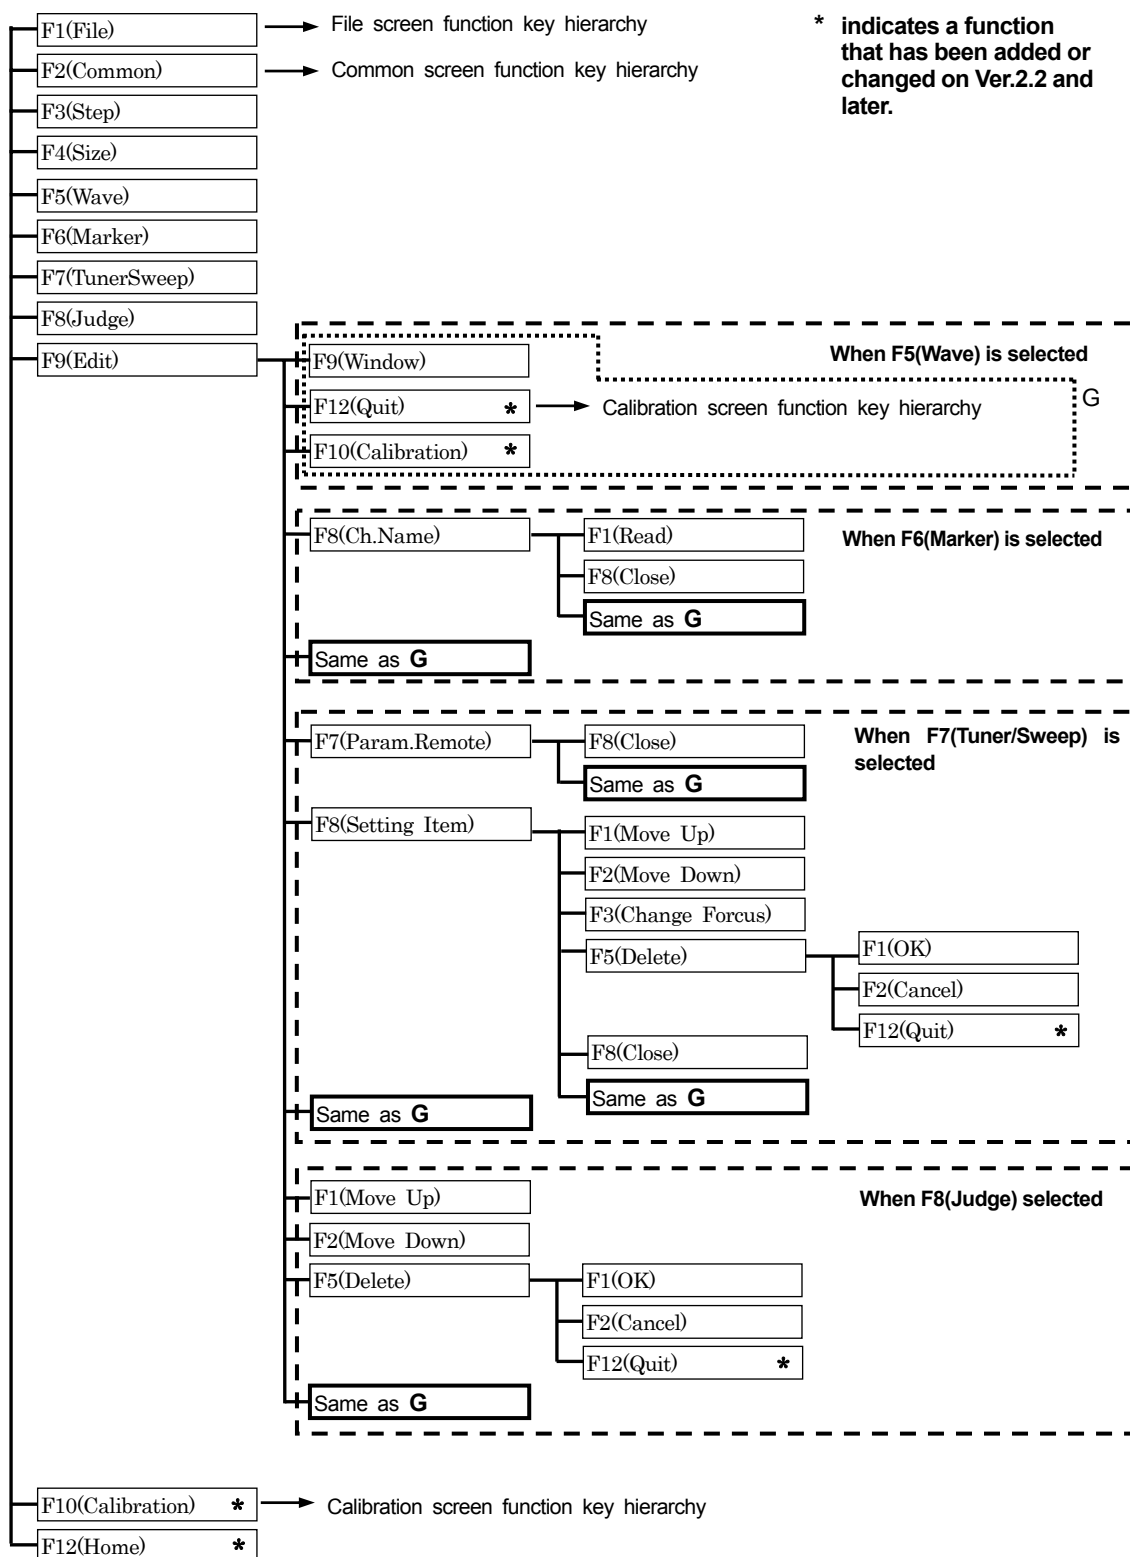 F1(File)
File screen function key hierarchy
* indicates a function
that has been added or
changed on Ver.2.2 and
later.
F2(Common)
Common screen function key hierarchy
F3(Step)
F4(Size)
F5(Wave)
F6(Marker)
F7(TunerSweep)
F8(Judge)
F9(Edit)
When F5(Wave) is selected
F9(Window)
G
F12(Quit) *
Calibration screen function key hierarchy
F10(Calibration) *
When F6(Marker) is selected
F8(Ch.Name)
F1(Read)
F8(Close)
Same as G
Same as G
When F7(Tuner/Sweep) is
selected
F7(Param.Remote)
F8(Close)
Same as G
F8(Setting Item)
F1(Move Up)
F2(Move Down)
F3(Change Forcus)
F5(Delete)
F1(OK)
F2(Cancel)
F12(Quit) *
F8(Close)
Same as G
Same as G
When F8(Judge) selected
F1(Move Up)
F2(Move Down)
F5(Delete)
F1(OK)
F2(Cancel)
F12(Quit) *
Same as G
F10(Calibration) *
Calibration screen function key hierarchy
F12(Home) *